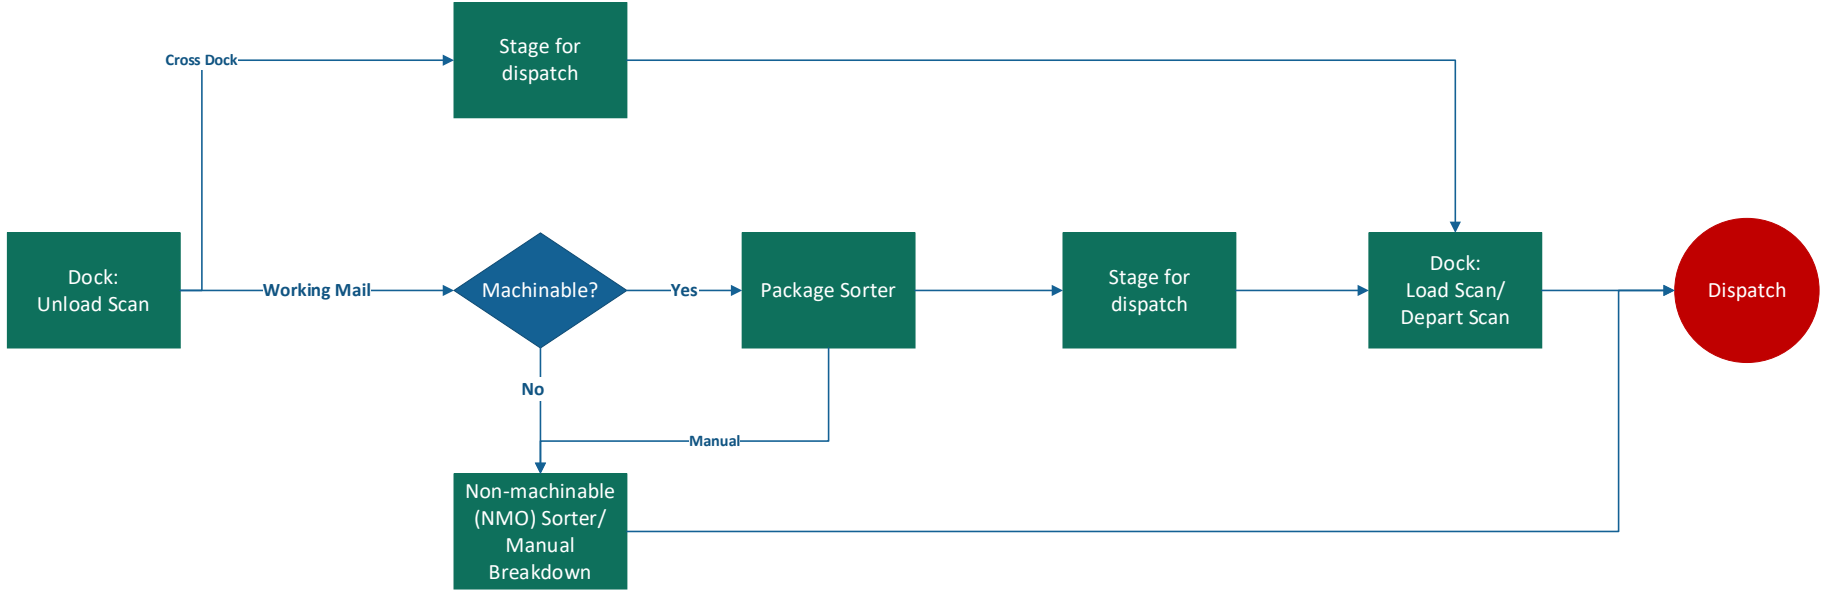 Stage for
dispatch
Cross Dock
Dock:
Unload Scan
Working Mail
Machinable?
Yes
Package Sorter
Stage for
dispatch
Dock:
Load Scan/
Depart Scan
Dispatch
No
Manual
Non-machinable
(NMO) Sorter/
Manual
Breakdown